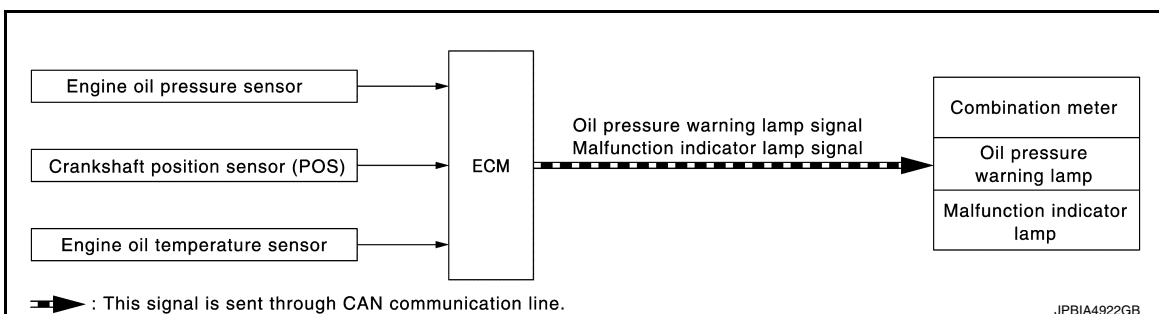 Engine oil pressure sensor
Crankshaft position sensor (POS)
Engine oil temperature sensor
ECM
Oil pressure warning lamp signal
Malfunction indicator lamp signal
Combination meter
Oil pressure
warning lamp
Malfunction indicator
lamp
: This signal is sent through CAN communication line.
JPBIA4922GB